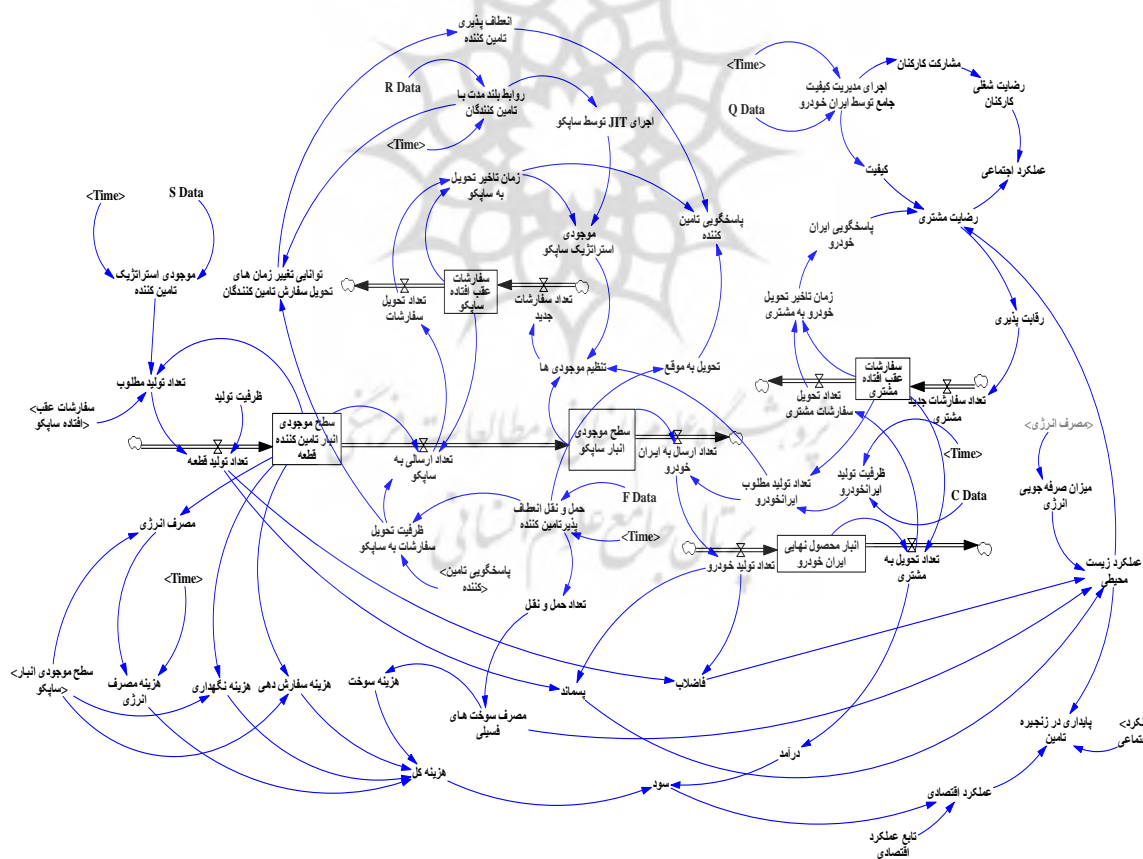 انعطاف پذیری
تامین کننده
<Time>
مشارکت کارکنان
رضایت شغلی
کارکنان
R Data
روابط بلند مدت با
تامین کنندگان
اجرای مدیریت کیفیت
جامع توسط ایران خودرو
Q Data
اجرای JIT توسط ساپکو
<Time>
کیفیت
عملکرد اجتماعی
<Time>
S Data
زمان تاخیر تحویل
به ساپکو
پاسخگویی تامین
کننده
رضایت مشتری
پاسخگویی ایران
خودرو
موجودی
استراتژیک ساپکو
موجودی استراتژیک
تامین کننده
توانایی تغییر زمان های
تحویل سفارش تامین کنندگان
سفارشات
عقب افتاده
ساپکو
تعداد تحویل
سفارشات
تعداد سفارشات
جدید
زمان تاخیر تحویل
خودرو به مشتری
رقابت پذیری
تنظیم موجودی ها
تحویل به موقع
تعداد تولید مطلوب
ظرفیت تولید
سفارشات
عقب افتاده
مشتری
تعداد تحویل
سفارشات مشتری
تعداد سفارشات جدید
مشتری
<سفارشات عقب
افتاده ساپکو>
تعداد تولید قطعه
سطح موجودی
انبار تامین کننده
قطعه
تعداد ارسالی به
ساپکو
سطح موجودی
انبار ساپکو
تعداد ارسال به ایران
خودرو
<مصرف انرژی>
<Time>
تعداد تولید مطلوب
ایرانخودرو
ظرفیت تولید
ایرانخودرو
C Data
میزان صرفه جویی
انرژی
مصرف انرژی
ظرفیت تحویل
سفارشات به ساپکو
حمل و نقل انعطاف
پذیرتامین کننده
F Data
<Time>
تعداد تولید خودرو
انبار محصول نهایی
ایران خودرو
تعداد تحویل به
مشتری
عملکرد زیست
محیطی
<Time>
<پاسخگویی تامین
کننده>
تعداد حمل و نقل
<سطح موجودی انبار
ساپکو>
هزینه مصرف
انرژی
هزینه نگهداری
هزینه سفارش دهی
هزینه سوخت
مصرف سوخت های
فسیلی
پسماند
فاضلاب
پایداری در زنجیره
تامین
هزینه کل
سود
درآمد
عملکرد اقتصادی
تابع عملکرد
اقتصادی